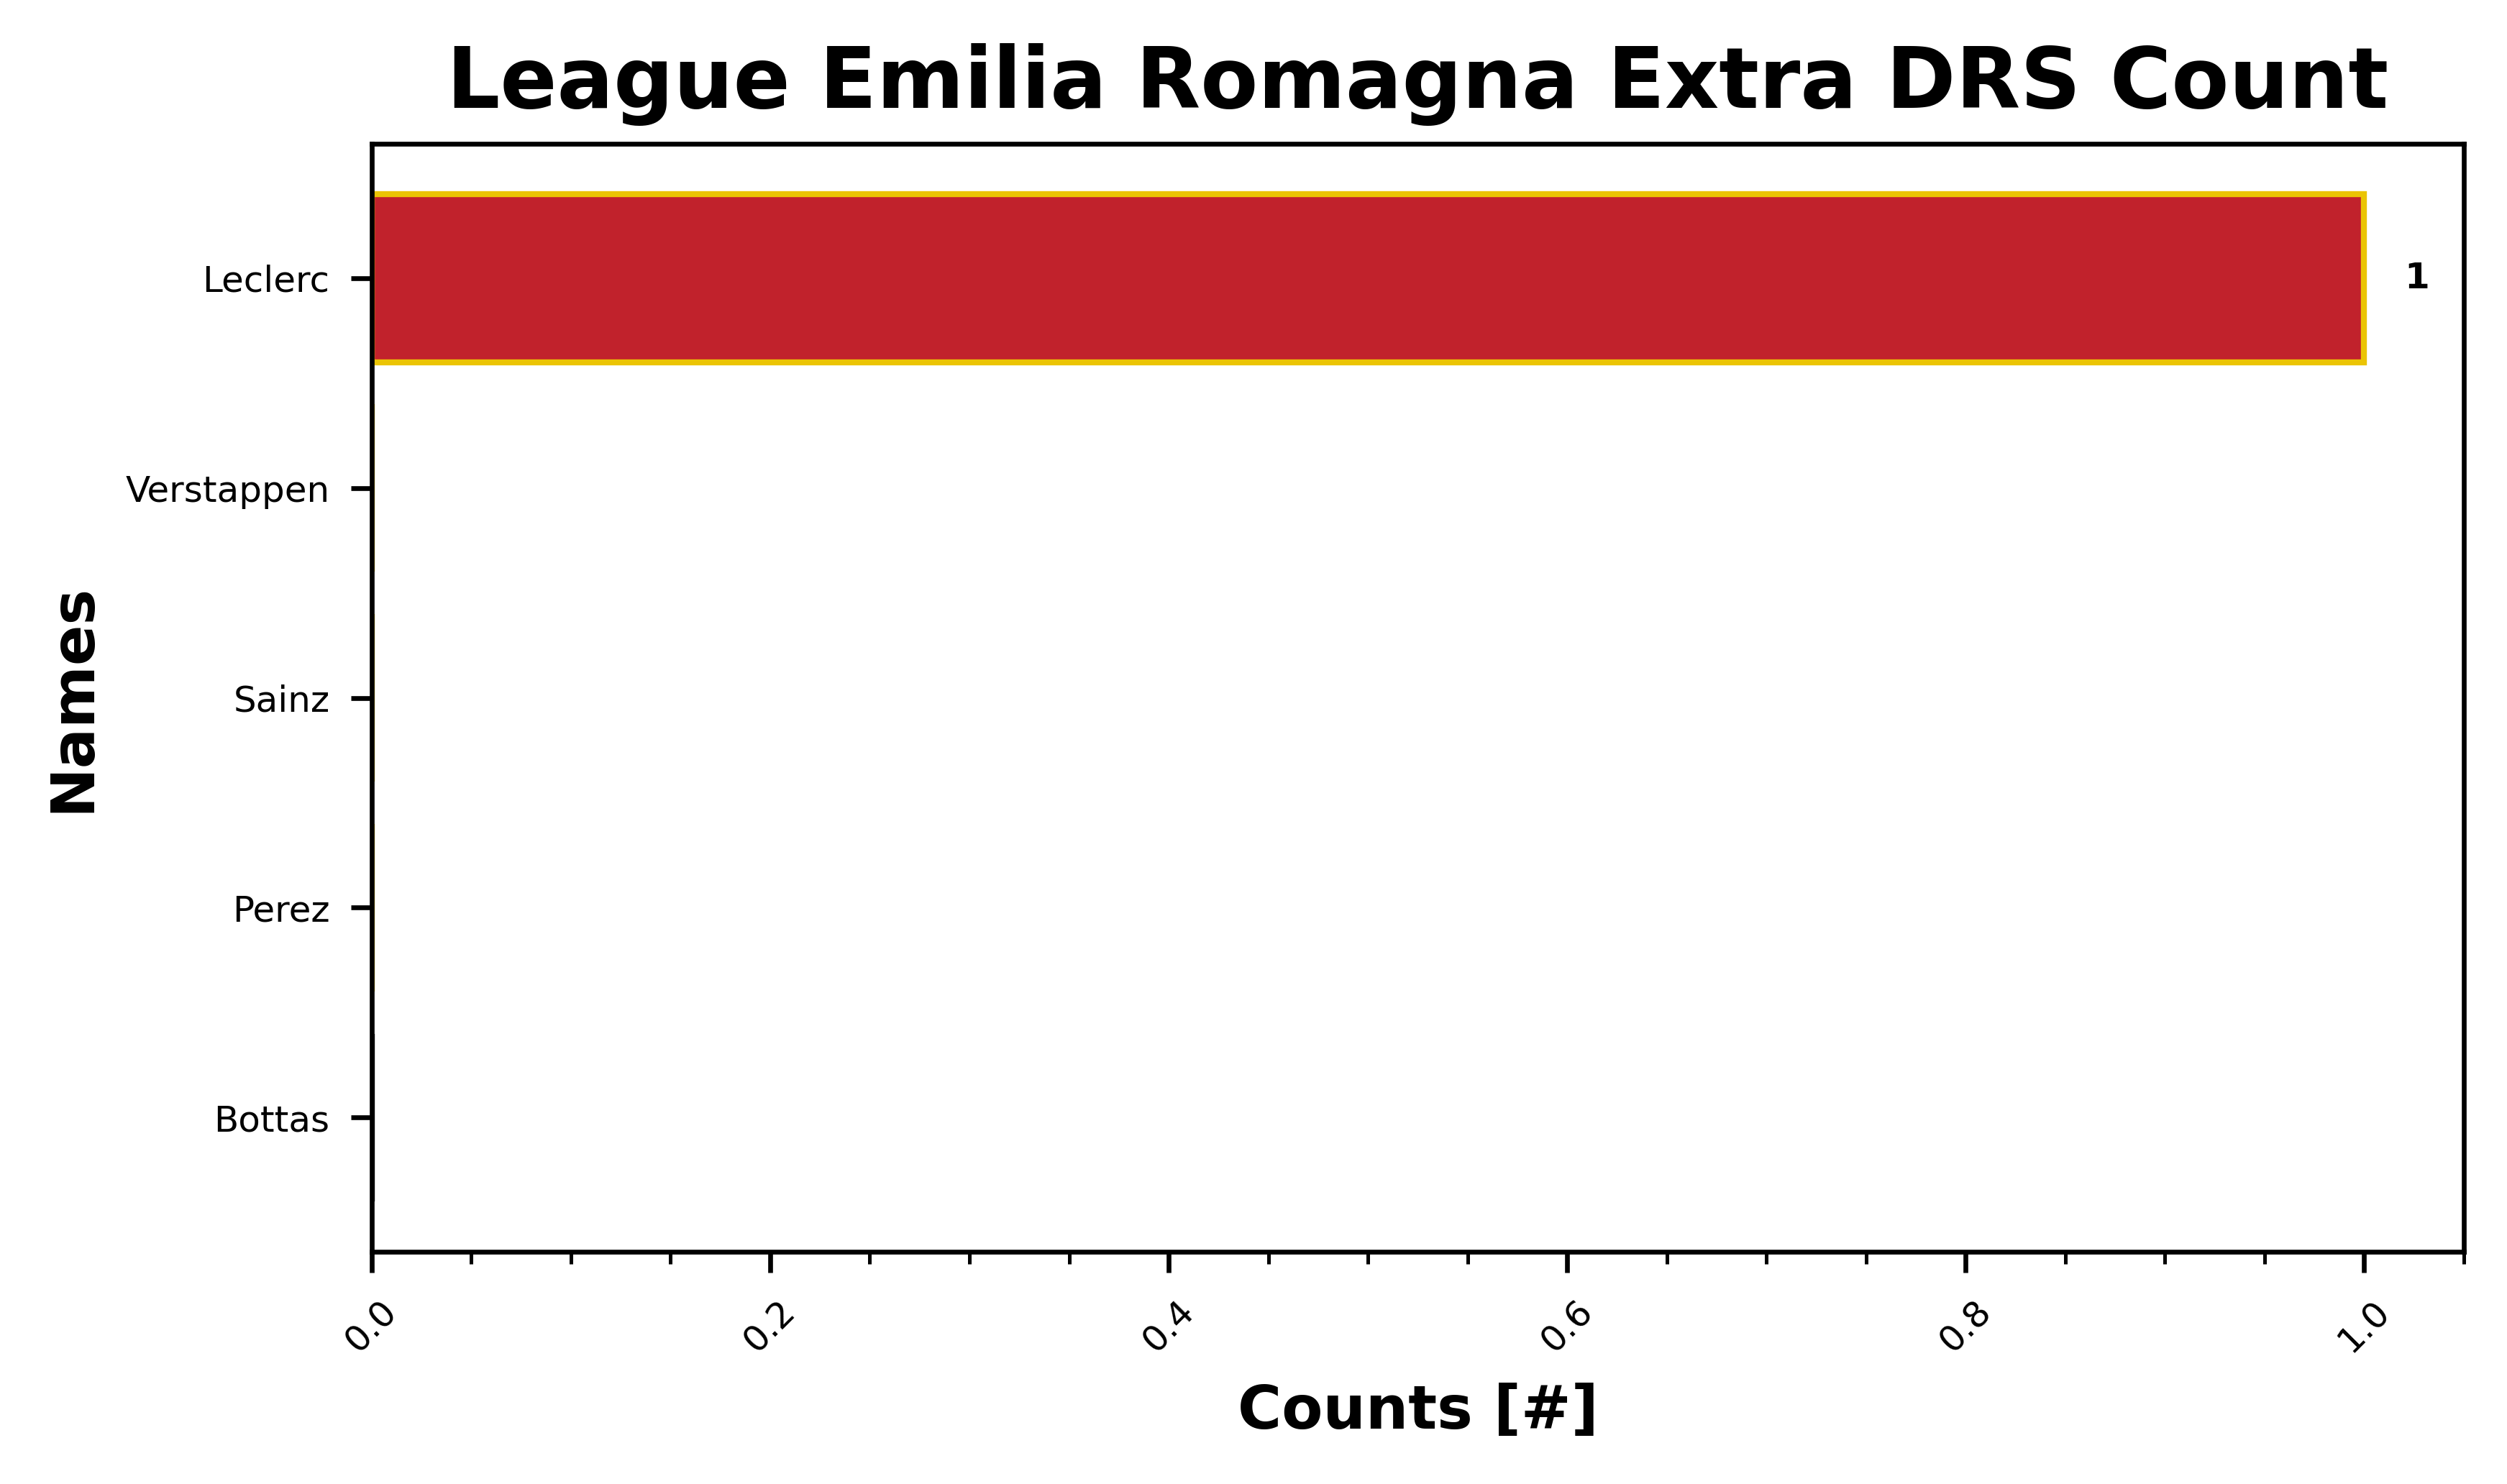 League Emilia Romagna Extra DRS Count
Leclerc
1
Verstappen
Sainz
Perez
Bottas
Names
0.0 0.2 0.4 0.6 0.8 1.0
Counts [#]